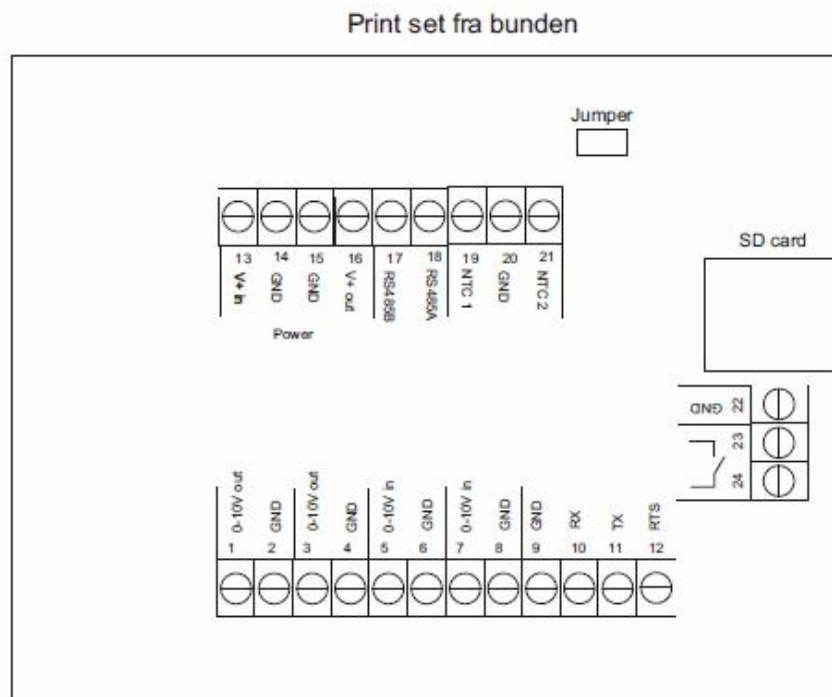 Print set fra bunden
Jumper
13 14 15 16 17 18 19 20 21
V+ in GND GND V+ out RS485B RS485A NTC 1 GND NTC 2
Power
SD card
GND 22
23
24
0-10V out GND 0-10V out GND 0-10V in GND 0-10V in GND GND RX TX RTS
1 2 3 4 5 6 7 8 9 10 11 12